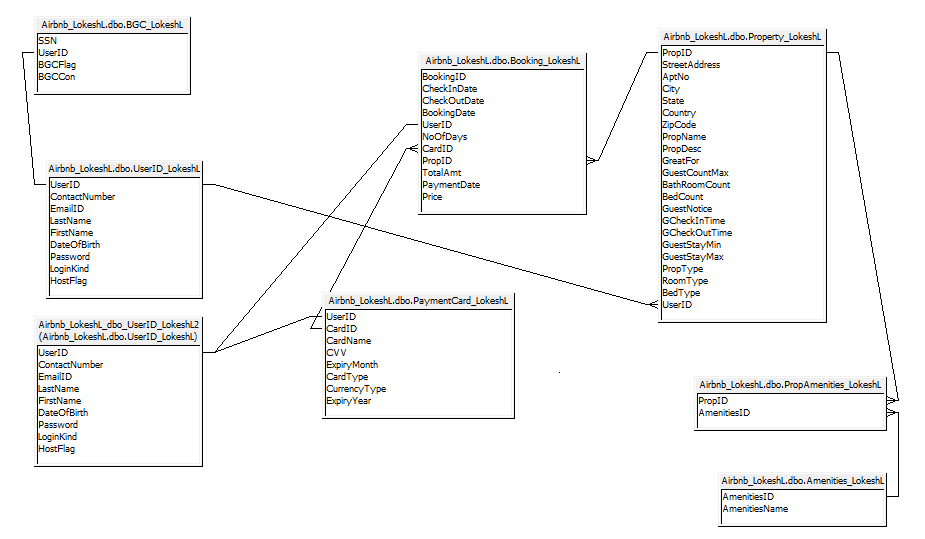 Airbnb_LokeshL.dbo.BGC_LokeshL
SSN
UserID
BGCFlag
BGCCon
Airbnb_LokeshL.dbo.UserID_LokeshL
UserID
ContactNumber
EmailID
LastName
FirstName
DateOfBirth
Password
LoginKind
HostFlag
Airbnb_LokeshL_dbo_UserID_LokeshL2
(Airbnb_LokeshL.dbo.UserID_LokeshL)
UserID
ContactNumber
EmailID
LastName
FirstName
DateOfBirth
Password
LoginKind
HostFlag
Airbnb_LokeshL.dbo.Booking_LokeshL
BookingID
CheckInDate
CheckOutDate
BookingDate
UserID
NoOfDays
CardID
PropID
TotalAmt
PaymentDate
Price
Airbnb_LokeshL.dbo.PaymentCard_LokeshL
UserID
CardID
CardName
CVV
ExpiryMonth
CardType
CurrencyType
ExpiryYear
Airbnb_LokeshL.dbo.Property_LokeshL
PropID
StreetAddress
AptNo
City
State
Country
ZipCode
PropName
PropDesc
GreatFor
GuestCountMax
BathRoomCount
BedCount
GuestNotice
GCheckInTime
GCheckOutTime
GuestStayMin
GuestStayMax
PropType
RoomType
BedType
UserID
Airbnb_LokeshL.dbo.PropAmenities_LokeshL
PropID
AmenitiesID
Airbnb_LokeshL.dbo.Amenities_LokeshL
AmenitiesID
AmenitiesName